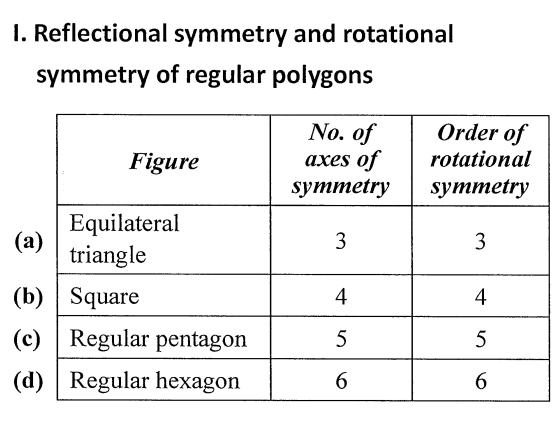 I. Reflectional symmetry and rotational
symmetry of regular polygons
Figure
No. of
axes of
symmetry
Order of
rotational
symmetry
(a) Equilateral
triangle
3
3
(b) Square 4 4
(c) Regular pentagon 5 5
(d) Regular hexagon 6 6